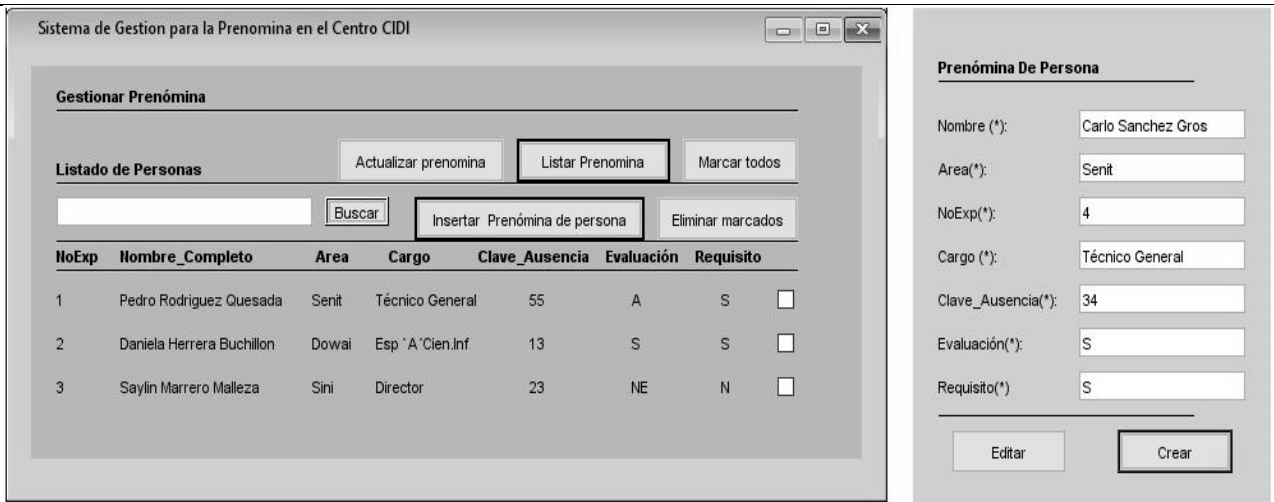 Sistema de Gestion para la Prenomina en el Centro CIDI
Gestionar Prenómina
Listado de Personas
Actualizar prenomina
Listar Prenomina
Marcar todos
Buscar
Insertar Prenómina de persona
Eliminar marcados
NoExp Nombre_Completo Area Cargo Clave_Ausencia Evaluación Requisito
1 Pedro Rodriguez Quesada Senit Técnico General 55 A S
2 Daniela Herrera Buchillon Dowai Esp `A´Cien.Inf 13 S S
3 Saylin Marrero Malleza Sini Director 23 NE N
Prenómina De Persona
Nombre (*): Carlo Sanchez Gros
Area(*): Senit
NoExp(*): 4
Cargo (*): Técnico General
Clave_Ausencia(*): 34
Evaluación(*): S
Requisito(*) S
Editar
Crear